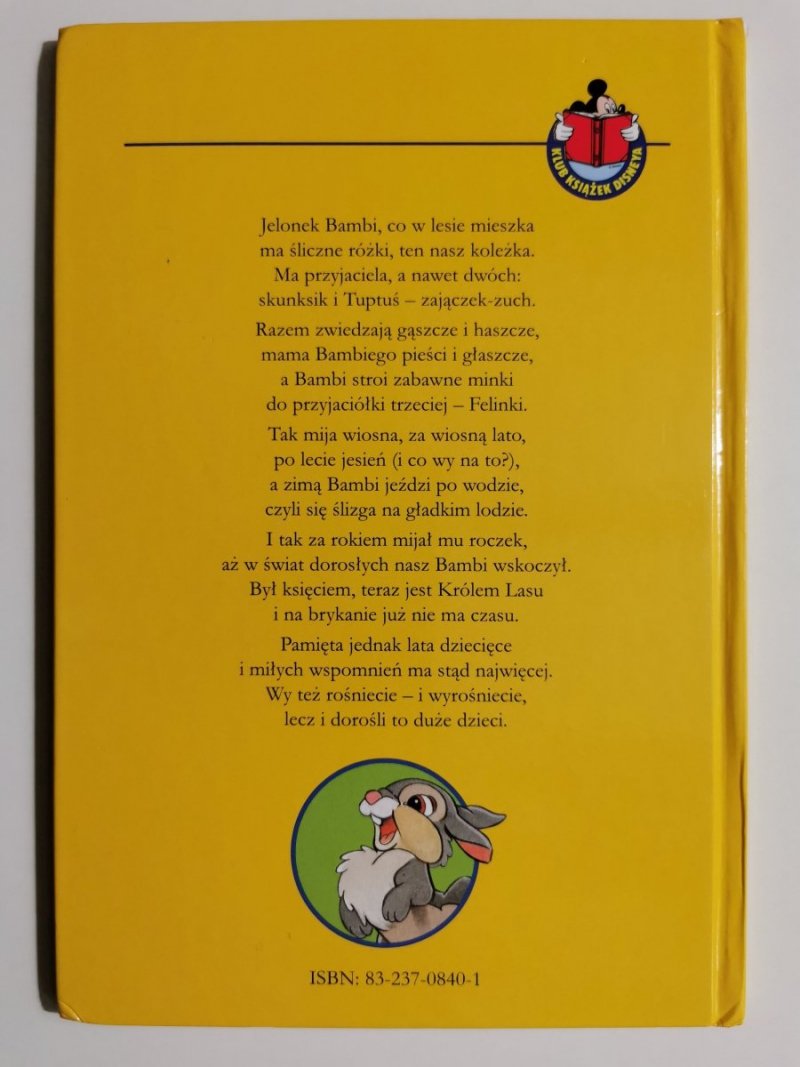 KLUB KSIĄŻEK DISNEYA
Jelonek Bambi, co w lesie mieszka
ma śliczne różki, ten nasz koleżka.
Ma przyjaciela, a nawet dwóch:
skunksik i Tuptuś – zajączek-zuch.
Razem zwiedzają gąszcze i haszcze,
mama Bambiego pieści i głaszcze,
a Bambi stroi zabawne minki
do przyjaciółki trzeciej – Felinki.
Tak mija wiosna, za wiosną lato,
po lecie jesień (i co wy na to?),
a zimą Bambi jeździ po wodzie,
czyli się ślizga na gładkim lodzie.
I tak za rokiem mijał mu roczek,
aż w świat dorosłych nasz Bambi wskoczył.
Był księciem, teraz jest Królem Lasu
i na brykanie już nie ma czasu.
Pamięta jednak lata dziecięce
i miłych wspomnień ma stąd najwięcej.
Wy też rośniecie – i wyrośniecie,
lecz i dorośli to duże dzieci.
ISBN: 83-237-0840-1